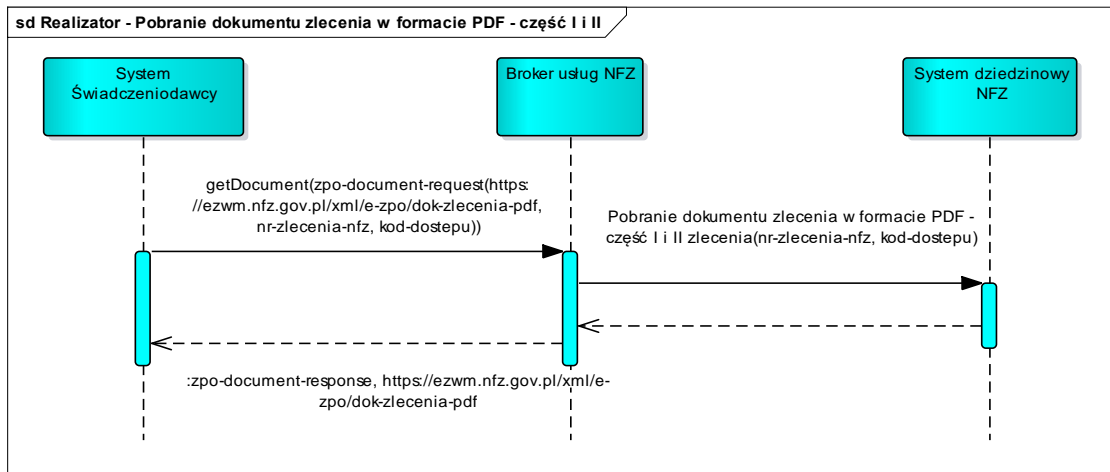 sd Realizator - Pobranie dokumentu zlecenia w formacie PDF - część I i II
System
Świadczeniodawcy
Broker usług NFZ
System dziedzinowy
NFZ
getDocument(zpo-document-request(https:
//ezwm.nfz.gov.pl/xml/e-zpo/dok-zlecenia-pdf,
nr-zlecenia-nfz, kod-dostepu))
Pobranie dokumentu zlecenia w formacie PDF -
część I i II zlecenia(nr-zlecenia-nfz, kod-dostepu)
:zpo-document-response, https://ezwm.nfz.gov.pl/xml/e-
zpo/dok-zlecenia-pdf